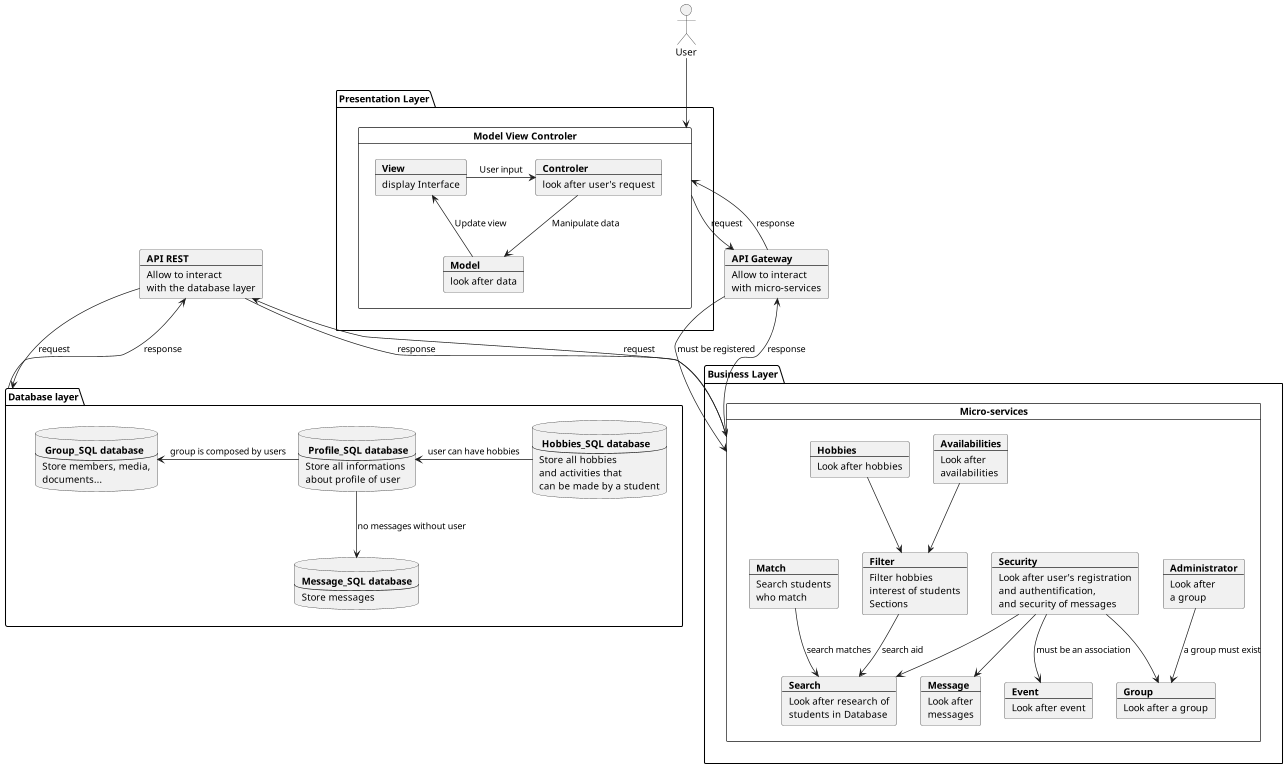 User
Presentation Layer
Model View Controler
View
display Interface
User input
Controler
look after user's request
Update view
Manipulate data
Model
look after data
request
response
API REST
Allow to interact
with the database layer
API Gateway
Allow to interact
with micro-services
request
response
response
request
must be registered
response
Database layer
Group_SQL database
Store members, media,
documents...
group is composed by users
Profile_SQL database
Store all informations
about profile of user
user can have hobbies
Hobbies_SQL database
Store all hobbies
and activities that
can be made by a student
no messages without user
Message_SQL database
Store messages
Business Layer
Micro-services
Hobbies
Look after hobbies
Availabilities
Look after
availabilities
Match
Search students
who match
Filter
Filter hobbies
interest of students
Sections
Security
Look after user's registration
and authentification,
and security of messages
Administrator
Look after
a group
search matches
search aid
must be an association
a group must exist
Search
Look after research of
students in Database
Message
Look after
messages
Event
Look after event
Group
Look after a group